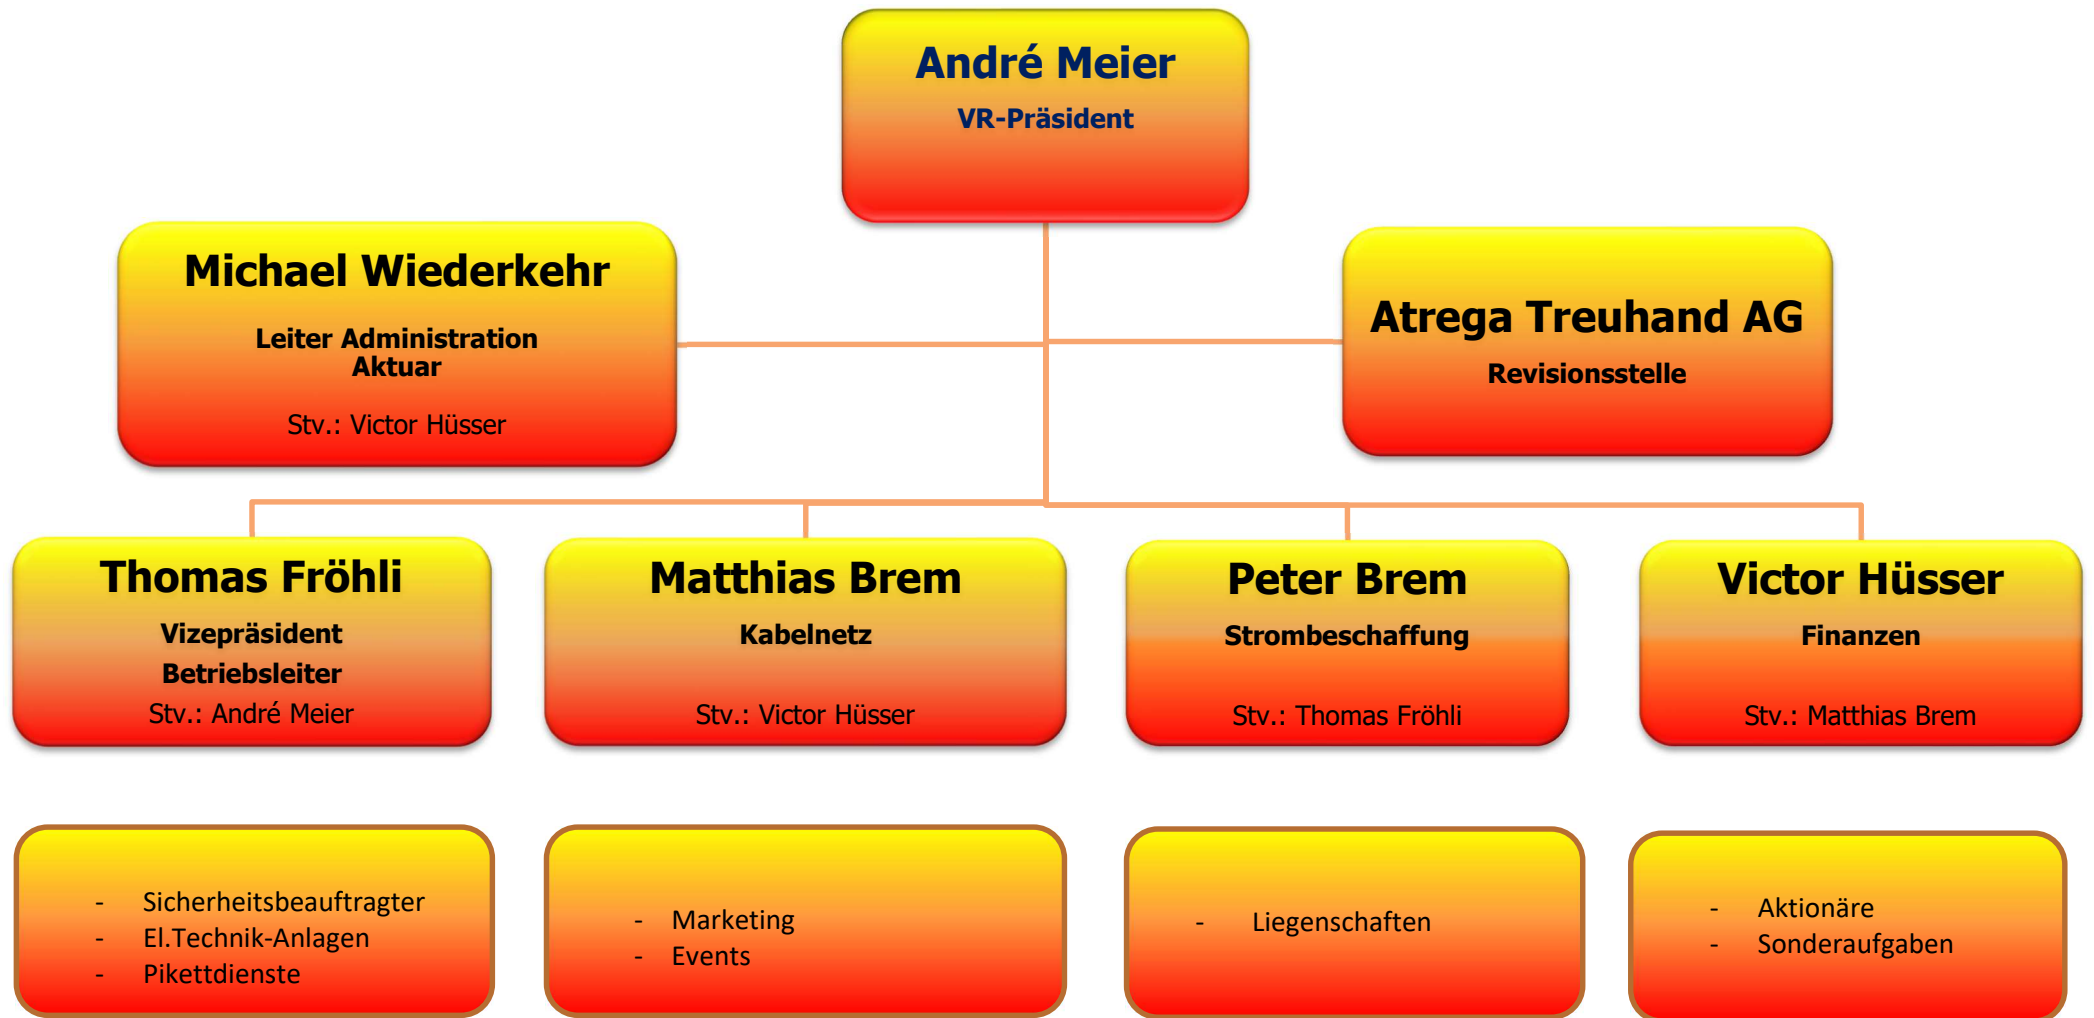 André Meier
VR-Präsident
Michael Wiederkehr
Leiter Administration
Aktuar
Stv.: Victor Hüsser
Atrega Treuhand AG
Revisionsstelle
Thomas Fröhli
Vizepräsident
Betriebsleiter
Stv.: André Meier
Matthias Brem
Kabelnetz
Stv.: Victor Hüsser
Peter Brem
Strombeschaffung
Stv.: Thomas Fröhli
Victor Hüsser
Finanzen
Stv.: Matthias Brem
- Sicherheitsbeauftragter
- El.Technik-Anlagen
- Pikettdienste
- Marketing
- Events
- Liegenschaften
- Aktionäre
- Sonderaufgaben